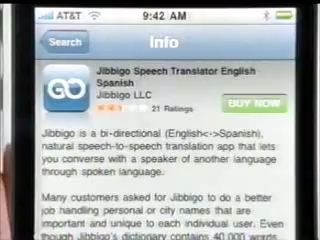 AT&T 9:42 AM
Search Info
GO
Jibbigo Speech Translator English
Spanish
Jibbigo LLC
21 Ratings
BUY NOW
Jibbigo is a bi-directional (English<->Spanish),
natural speech-to-speech translation app that lets
you converse with a speaker of another language
through spoken language.
Many customers asked for Jibbigo to do a better
job handling personal or city names that are
important and unique to each individual user. Even
though Jibbigo's dictionary contains 40,000 words